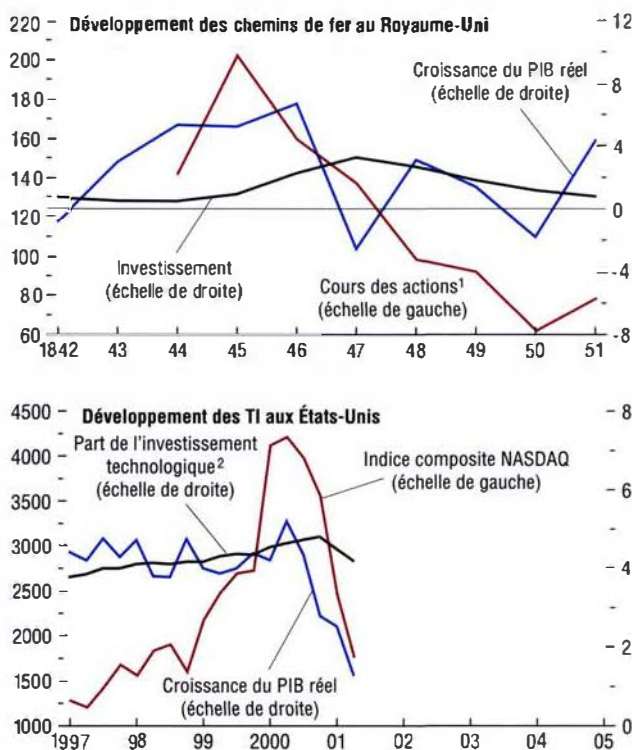 Développement des chemins de fer au Royaume-Uni
220
200
180
160
140
120
100
80
60
12
8
4
0
-4
-8
Croissance du PIB réel
(échelle de droite)
Investissement
(échelle de droite)
Cours des actions¹
(échelle de gauche)
1842 43 44 45 46 47 48 49 50 51
Développement des TI aux États-Unis
4500
4000
3500
3000
2500
2000
1500
1000
8
6
4
2
0
Part de l'investissement
technologique²
(échelle de droite)
Indice composite NASDAQ
(échelle de gauche)
Croissance du PIB réel
(échelle de droite)
1997 98 99 2000 01 02 03 04 05